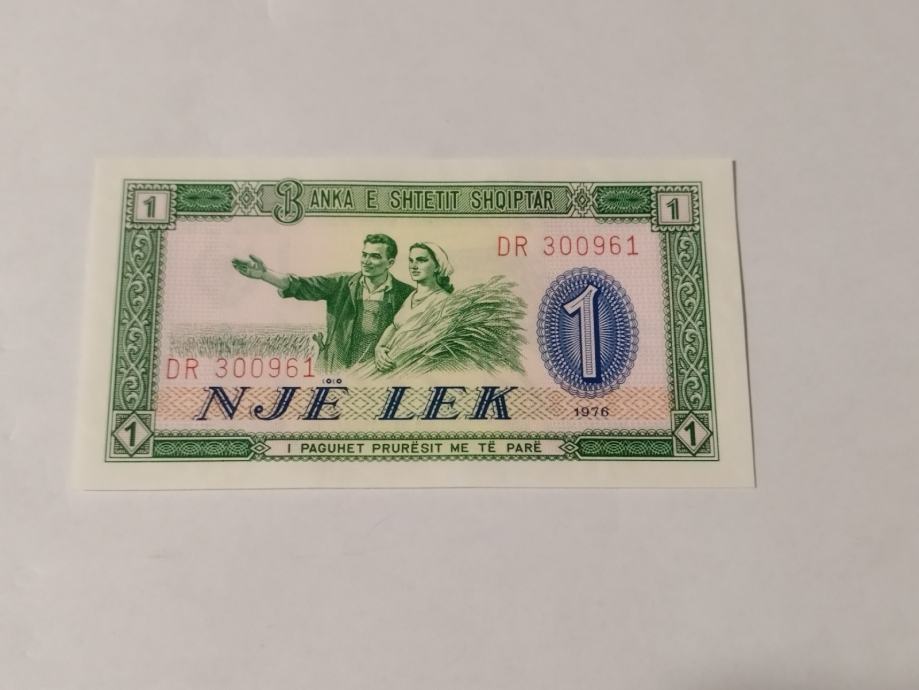 1 BANKA E SHTETIT SHQIPTAR 1
DR 300961
1
DR 300961
NJË LEK 1976
1 I PAGUHET PRURËSIT ME TË PARË 1